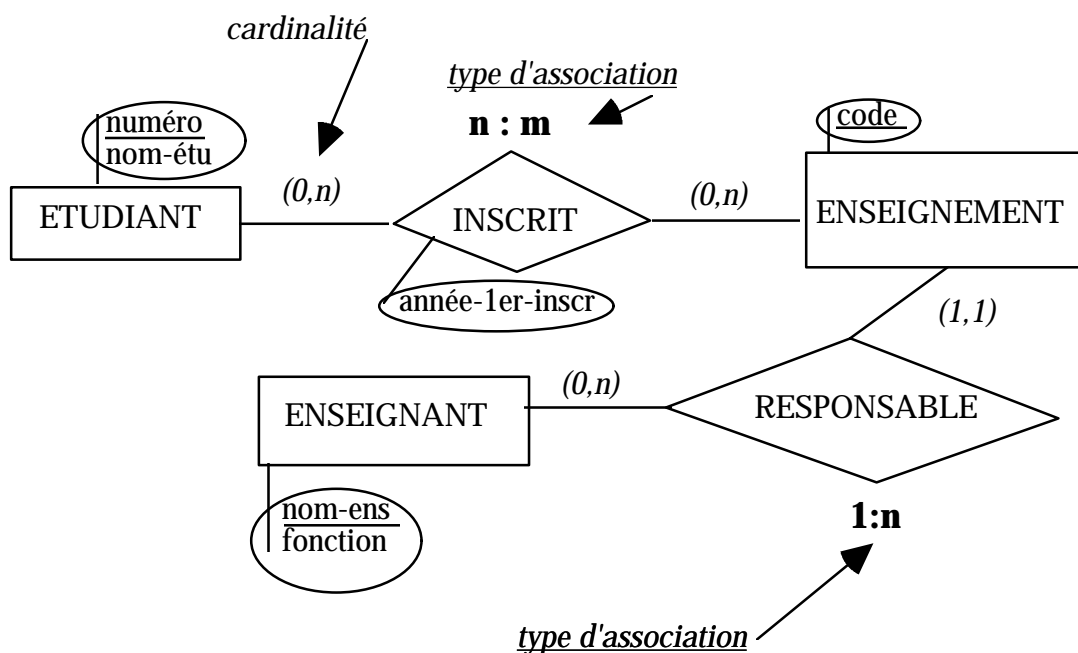 cardinalité
type d'association
n : m
numéro
nom-étu
code
ETUDIANT
(0,n)
INSCRIT
(0,n)
ENSEIGNEMENT
année-1er-inscr
(1,1)
ENSEIGNANT
(0,n)
RESPONSABLE
nom-ens
fonction
1:n
type d'association